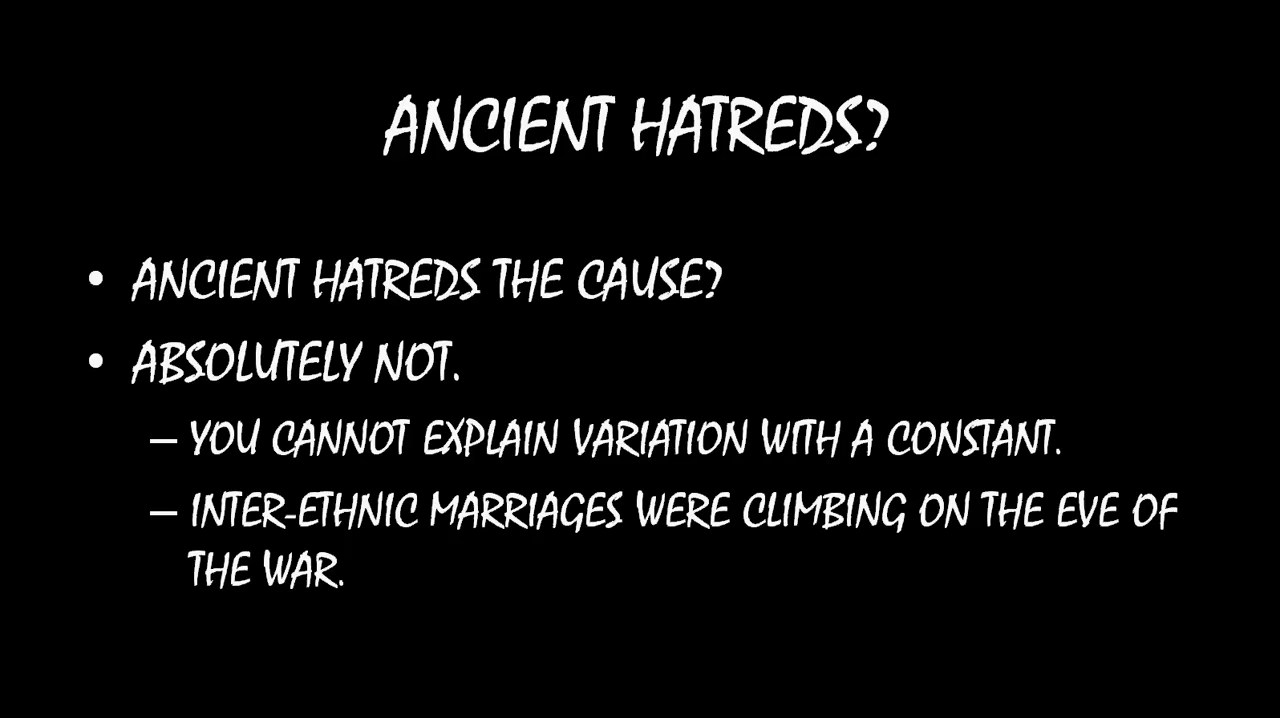 ANCIENT HATREDS?
• ANCIENT HATREDS THE CAUSE?
• ABSOLUTELY NOT.
– YOU CANNOT EXPLAIN VARIATION WITH A CONSTANT.
– INTER-ETHNIC MARRIAGES WERE CLIMBING ON THE EVE OF
THE WAR.